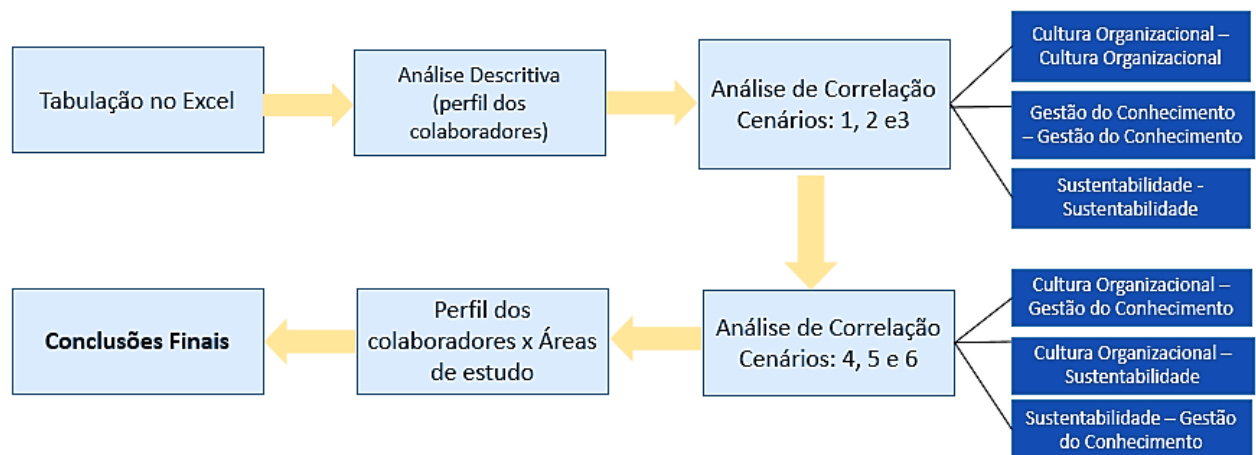 Tabulação no Excel
Análise Descritiva
(perfil dos
colaboradores)
Análise de Correlação
Cenários: 1, 2 e3
Cultura Organizacional –
Cultura Organizacional
Gestão do Conhecimento
– Gestão do Conhecimento
Sustentabilidade -
Sustentabilidade
Conclusões Finais
Perfil dos
colaboradores x Áreas
de estudo
Análise de Correlação
Cenários: 4, 5 e 6
Cultura Organizacional –
Gestão do Conhecimento
Cultura Organizacional –
Sustentabilidade
Sustentabilidade – Gestão
do Conhecimento